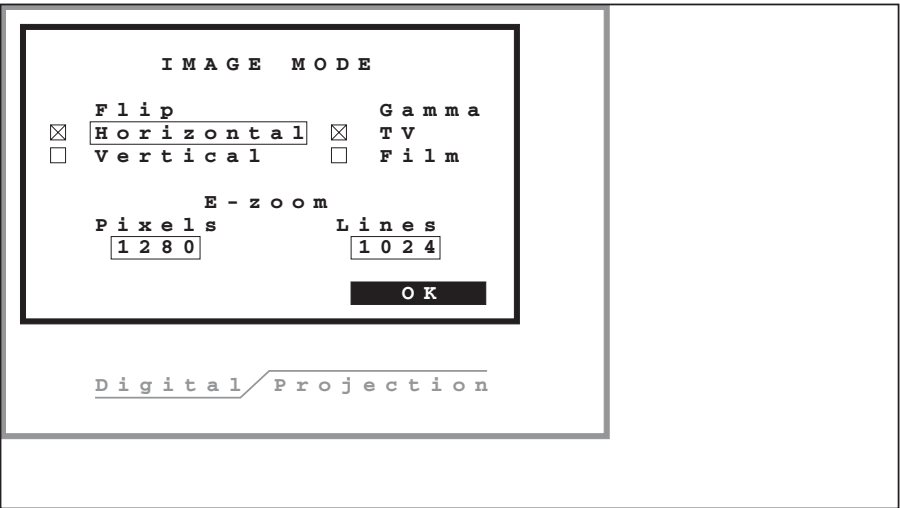 IMAGE MODE
Flip Gamma
Horizontal TV
Vertical Film
E-zoom
Pixels Lines
1280 1024
OK
Digital Projection